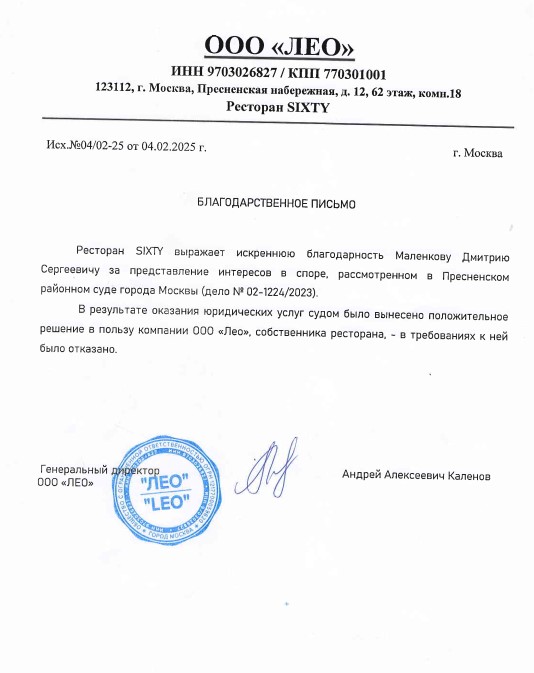 ООО «ЛЕО»
ИНН 9703026827 / КПП 770301001
123112, г. Москва, Пресненская набережная, д. 12, 62 этаж, комн.18
Ресторан SIXTY
Исх.№04/02-25 от 04.02.2025 г.
г. Москва
БЛАГОДАРСТВЕННОЕ ПИСЬМО
Ресторан SIXTY выражает искреннюю благодарность Маленкову Дмитрию
Сергеевичу за представление интересов в споре, рассмотренном в Пресненском
районном суде города Москвы (дело № 02-1224/2023).
В результате оказания юридических услуг судом было вынесено положительное
решение в пользу компании ООО «Лео», собственника ресторана, - в требованиях к ней
было отказано.
Генеральный директор
ООО «ЛЕО»
Андрей Алексеевич Каленов
ОБЩЕСТВО С ОГРАНИЧЕННОЙ ОТВЕТСТВЕННОСТЬЮ
"ЛЕО"
"LEO"
ГОРОД МОСКВА